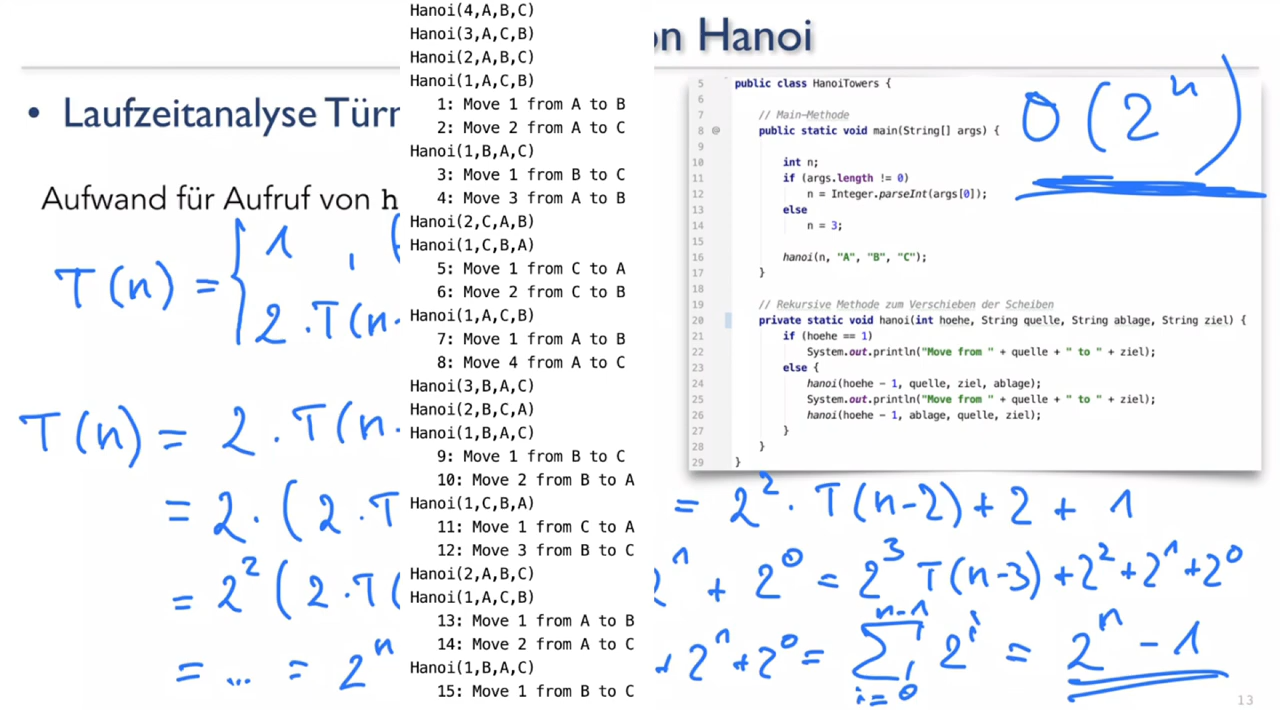 on Hanoi
• Laufzeitanalyse Türr
Aufwand für Aufruf von h
T(n) = { 1 ,
2 · T(n-
T(n) = 2 · T(n-
= 2 · ( 2 · T
= 2² ( 2 · T(
= ... = 2ⁿ
Hanoi(4,A,B,C)
Hanoi(3,A,C,B)
Hanoi(2,A,B,C)
Hanoi(1,A,C,B)
1: Move 1 from A to B
2: Move 2 from A to C
Hanoi(1,B,A,C)
3: Move 1 from B to C
4: Move 3 from A to B
Hanoi(2,C,A,B)
Hanoi(1,C,B,A)
5: Move 1 from C to A
6: Move 2 from C to B
Hanoi(1,A,C,B)
7: Move 1 from A to B
8: Move 4 from A to C
Hanoi(3,B,A,C)
Hanoi(2,B,C,A)
Hanoi(1,B,A,C)
9: Move 1 from B to C
10: Move 2 from B to A
Hanoi(1,C,B,A)
11: Move 1 from C to A
12: Move 3 from B to C
Hanoi(2,A,B,C)
Hanoi(1,A,C,B)
13: Move 1 from A to B
14: Move 2 from A to C
Hanoi(1,B,A,C)
15: Move 1 from B to C
5 public class HanoiTowers {
6
7 // Main-Methode
8 @ public static void main(String[] args) {
9
10 int n;
11 if (args.length != 0)
12 n = Integer.parseInt(args[0]);
13 else
14 n = 3;
15
16 hanoi(n, "A", "B", "C");
17 }
18
19 // Rekursive Methode zum Verschieben der Scheiben
20 private static void hanoi(int hoehe, String quelle, String ablage, String ziel) {
21 if (hoehe == 1)
22 System.out.println("Move from " + quelle + " to " + ziel);
23 else {
24 hanoi(hoehe - 1, quelle, ziel, ablage);
25 System.out.println("Move from " + quelle + " to " + ziel);
26 hanoi(hoehe - 1, ablage, quelle, ziel);
27 }
28 }
29 }
O(2ⁿ)
= 2² · T(n-2) + 2 + 1
2¹ + 2⁰ = 2³ T(n-3) + 2² + 2¹ + 2⁰
+ 2¹ + 2⁰ = ∑ i=0 n-1 2ⁱ = 2ⁿ - 1
13